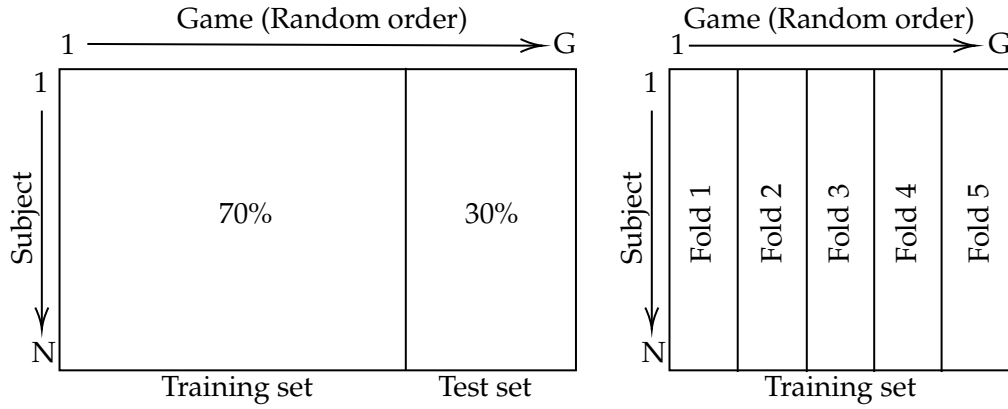 Game (Random order)
1 G
1
Subject
N
70%
30%
Training set
Test set
Game (Random order)
1 G
1
Subject
N
Fold 1
Fold 2
Fold 3
Fold 4
Fold 5
Training set